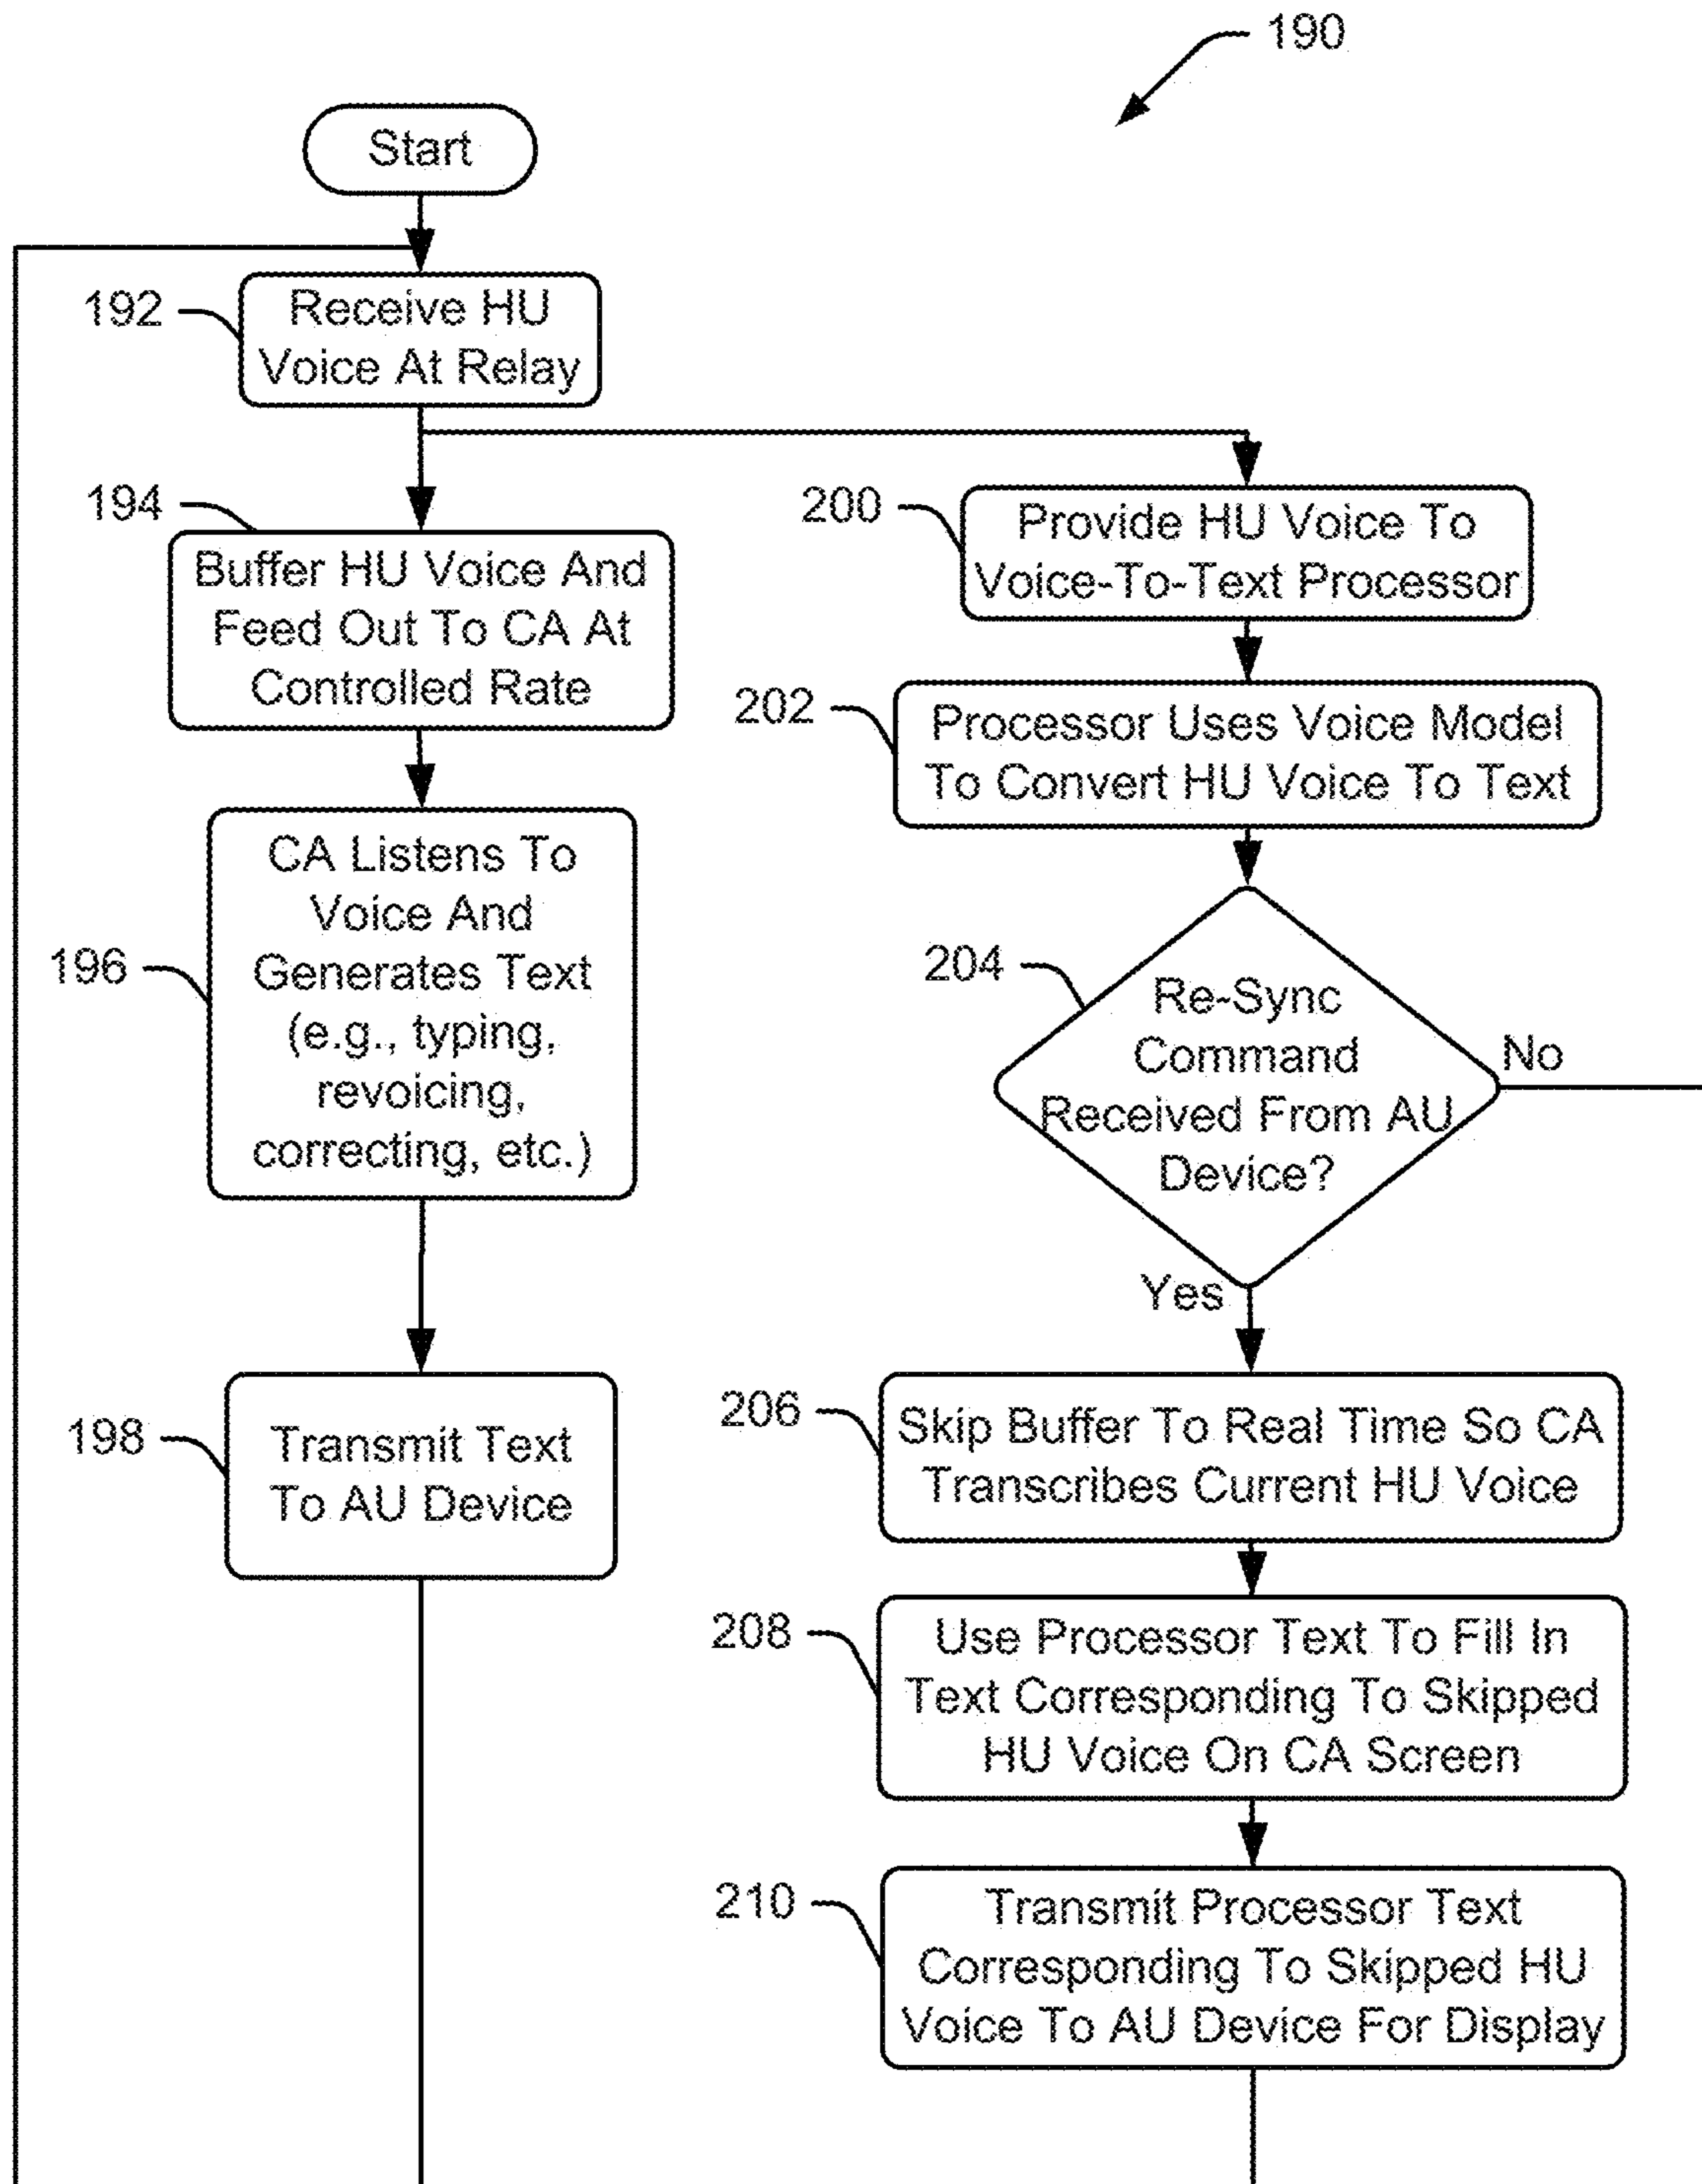 190
Start
192
Receive HU
Voice At Relay
194
Buffer HU Voice And
Feed Out To CA At
Controlled Rate
196
CA Listens To
Voice And
Generates Text
(e.g., typing,
revoicing,
correcting, etc.)
198
Transmit Text
To AU Device
200
Provide HU Voice To
Voice-To-Text Processor
202
Processor Uses Voice Model
To Convert HU Voice To Text
204
Re-Sync
Command
Received From AU
Device?
No
Yes
206
Skip Buffer To Real Time So CA
Transcribes Current HU Voice
208
Use Processor Text To Fill In
Text Corresponding To Skipped
HU Voice On CA Screen
210
Transmit Processor Text
Corresponding To Skipped HU
Voice To AU Device For Display